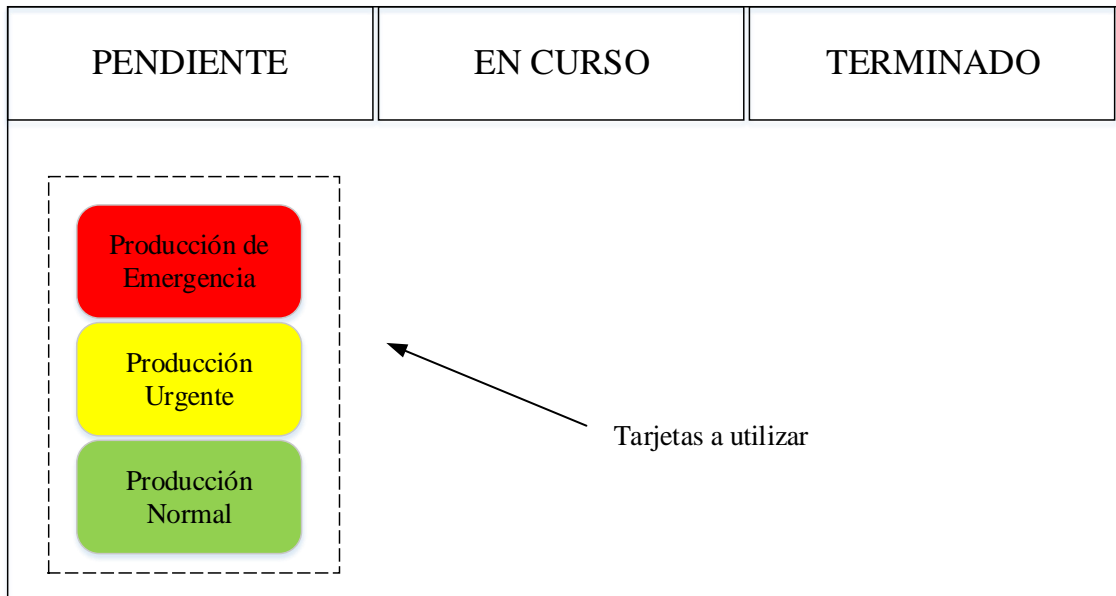 PENDIENTE
EN CURSO
TERMINADO
Producción de
Emergencia
Producción
Urgente
Tarjetas a utilizar
Producción
Normal